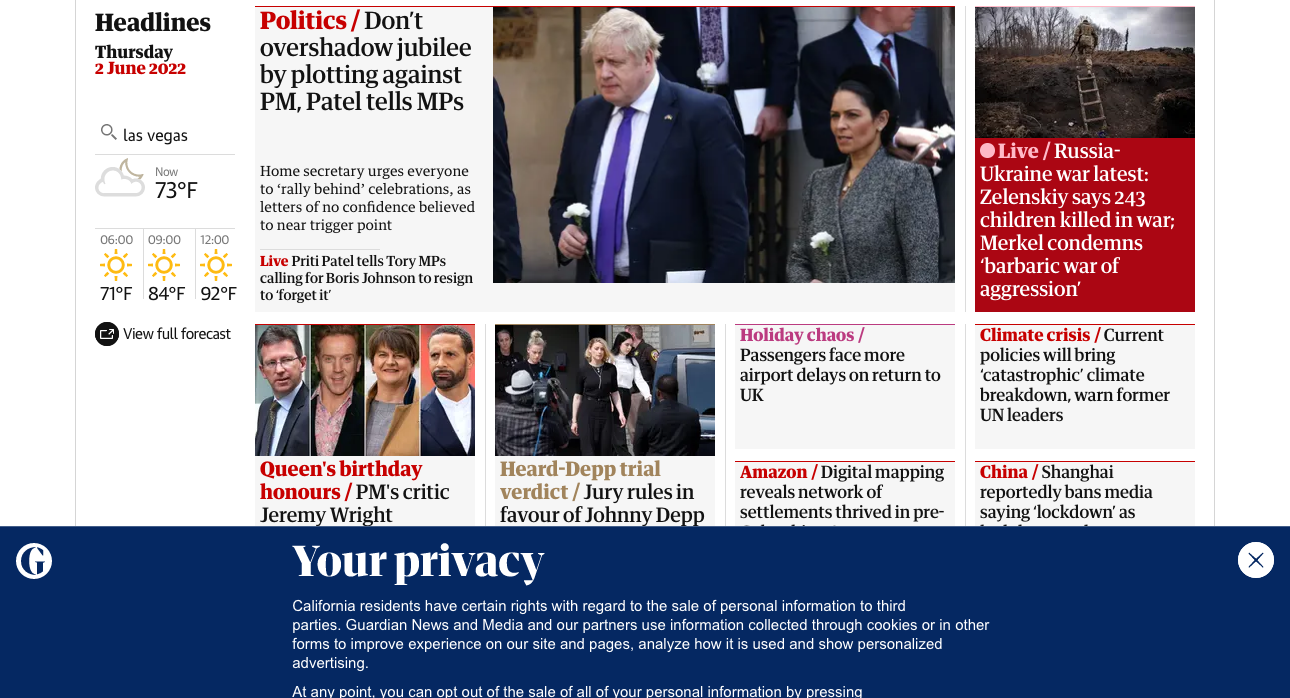 Headlines
Thursday
2 June 2022
las vegas
Now
73°F
06:00
71°F
09:00
84°F
12:00
92°F
View full forecast
Politics / Don't
overshadow jubilee
by plotting against
PM, Patel tells MPs
Home secretary urges everyone
to 'rally behind' celebrations, as
letters of no confidence believed
to near trigger point
Live Priti Patel tells Tory MPs
calling for Boris Johnson to resign
to 'forget it'
Live / Russia-
Ukraine war latest:
Zelenskiy says 243
children killed in war;
Merkel condemns
'barbaric war of
aggression'
Queen's birthday
honours / PM's critic
Jeremy Wright
Heard-Depp trial
verdict / Jury rules in
favour of Johnny Depp
Holiday chaos /
Passengers face more
airport delays on return to
UK
Climate crisis / Current
policies will bring
'catastrophic' climate
breakdown, warn former
UN leaders
Amazon / Digital mapping
reveals network of
settlements thrived in pre-
China / Shanghai
reportedly bans media
saying 'lockdown' as
G
Your privacy
California residents have certain rights with regard to the sale of personal information to third
parties. Guardian News and Media and our partners use information collected through cookies or in other
forms to improve experience on our site and pages, analyze how it is used and show personalized
advertising.
At any point, you can opt out of the sale of all of your personal information by pressing